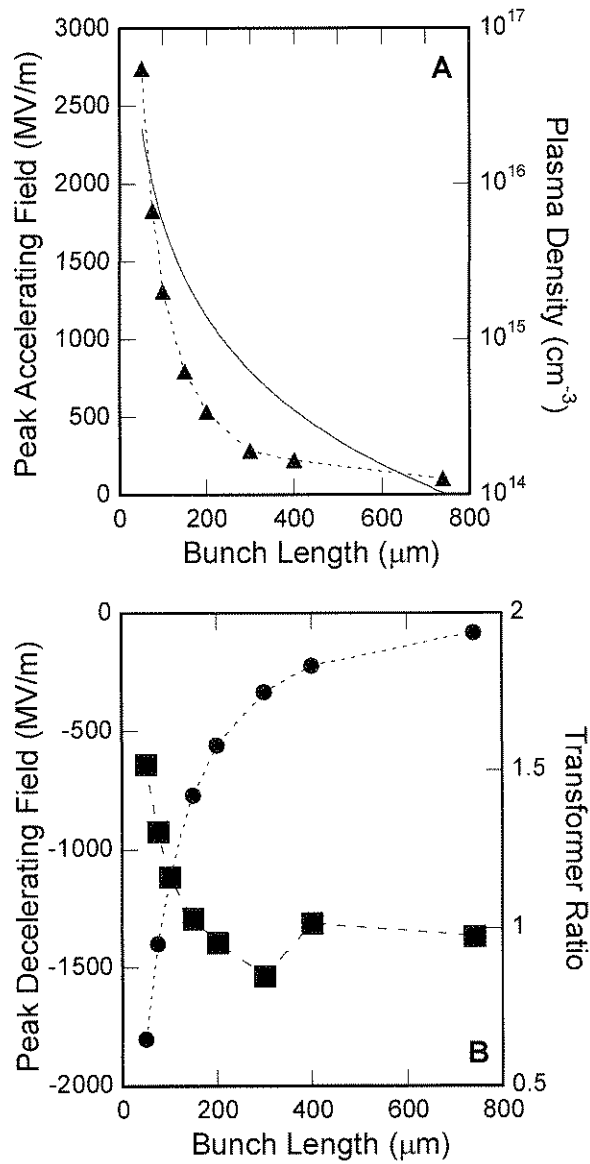 A
3000
2500
2000
1500
1000
500
0
Peak Accelerating Field (MV/m)
10^17
10^16
10^15
10^14
Plasma Density (cm^-3)
0 200 400 600 800
Bunch Length (μm)
0
-500
-1000
-1500
-2000
Peak Decelerating Field (MV/m)
2
1.5
1
0.5
Transformer Ratio
B
0 200 400 600 800
Bunch Length (μm)